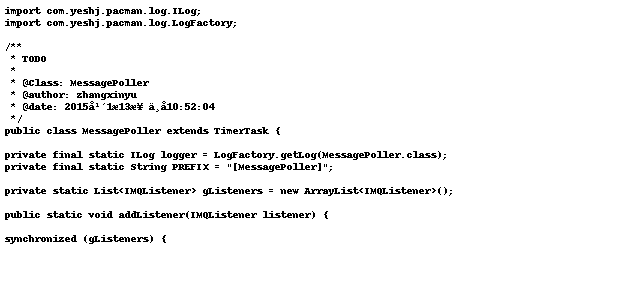 import com.yeshj.pacman.log.ILog;
import com.yeshj.pacman.log.LogFactory;
/**
* TODO
*
* @Class: MessagePoller
* @author: zhangxinyu
* @date: 2015å¹´1æ13æ¥ ä¸å10:52:04
*/
public class MessagePoller extends TimerTask {
private final static ILog logger = LogFactory.getLog(MessagePoller.class);
private final static String PREFIX = "[MessagePoller]";
private static List<IMQListener> gListeners = new ArrayList<IMQListener>();
public static void addListener(IMQListener listener) {
synchronized (gListeners) {